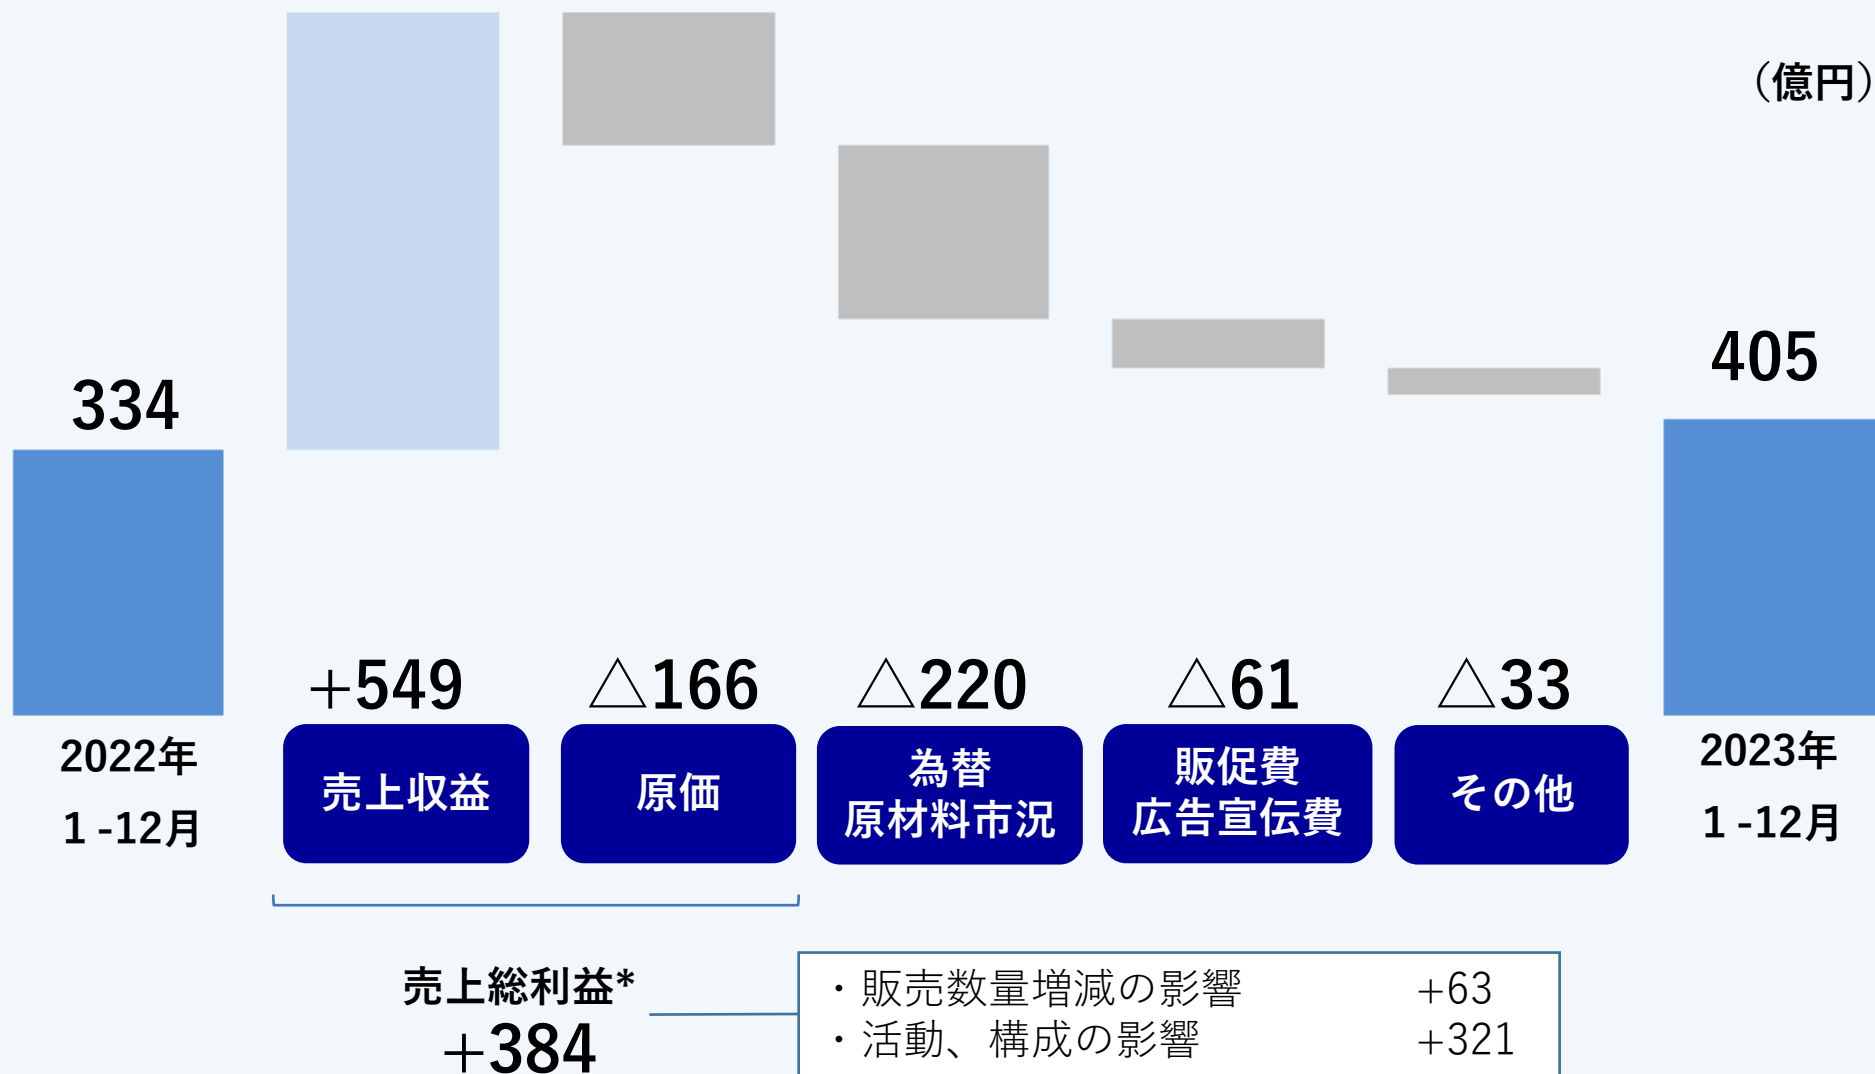 （億円）
334
405
+549
△166
△220
△61
△33
2022年
1 -12月
売上収益
原価
為替
原材料市況
販促費
広告宣伝費
その他
2023年
1 -12月
売上総利益*
+384
・販売数量増減の影響 +63
・活動、構成の影響 +321